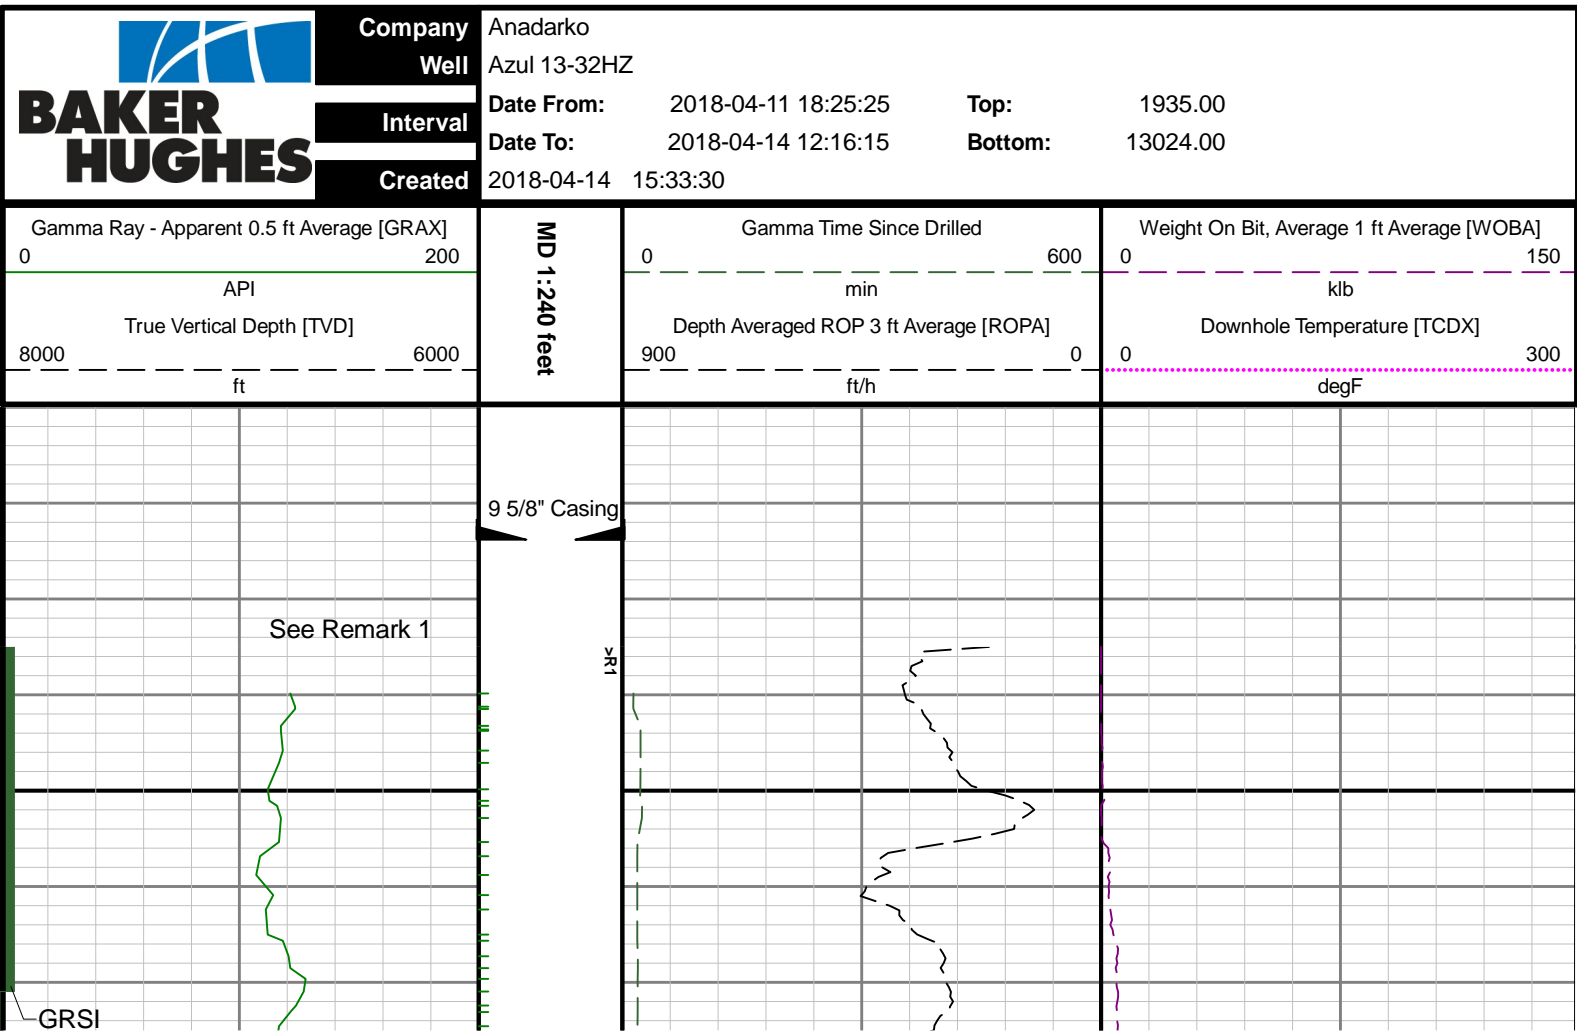 BAKER
HUGHES
Company Anadarko
Well Azul 13-32HZ
Interval
Date From: 2018-04-11 18:25:25 Top: 1935.00
Date To: 2018-04-14 12:16:15 Bottom: 13024.00
Created 2018-04-14 15:33:30
Gamma Ray - Apparent 0.5 ft Average [GRAX]
0 200
API
True Vertical Depth [TVD]
8000 6000
ft
MD 1:240 feet
Gamma Time Since Drilled
0 600
min
Depth Averaged ROP 3 ft Average [ROPA]
900 0
ft/h
Weight On Bit, Average 1 ft Average [WOBA]
0 150
klb
Downhole Temperature [TCDX]
0 300
degF
9 5/8" Casing
See Remark 1
>R1
GRSI